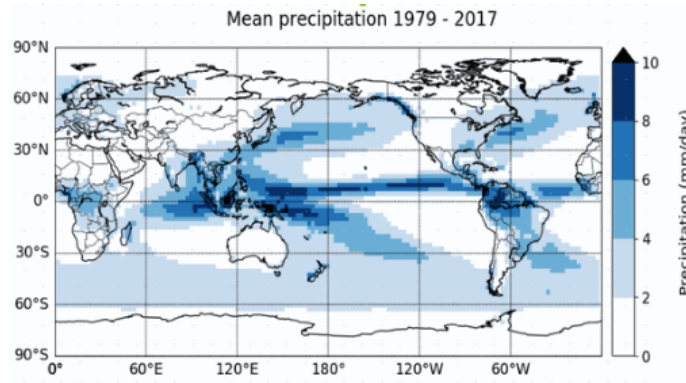 Mean precipitation 1979 - 2017
90°N
60°N
30°N
0°
30°S
60°S
90°S
0°
60°E
120°E
180°
120°W
60°W
10
8
6
4
2
0
Precipitation (mm/day)